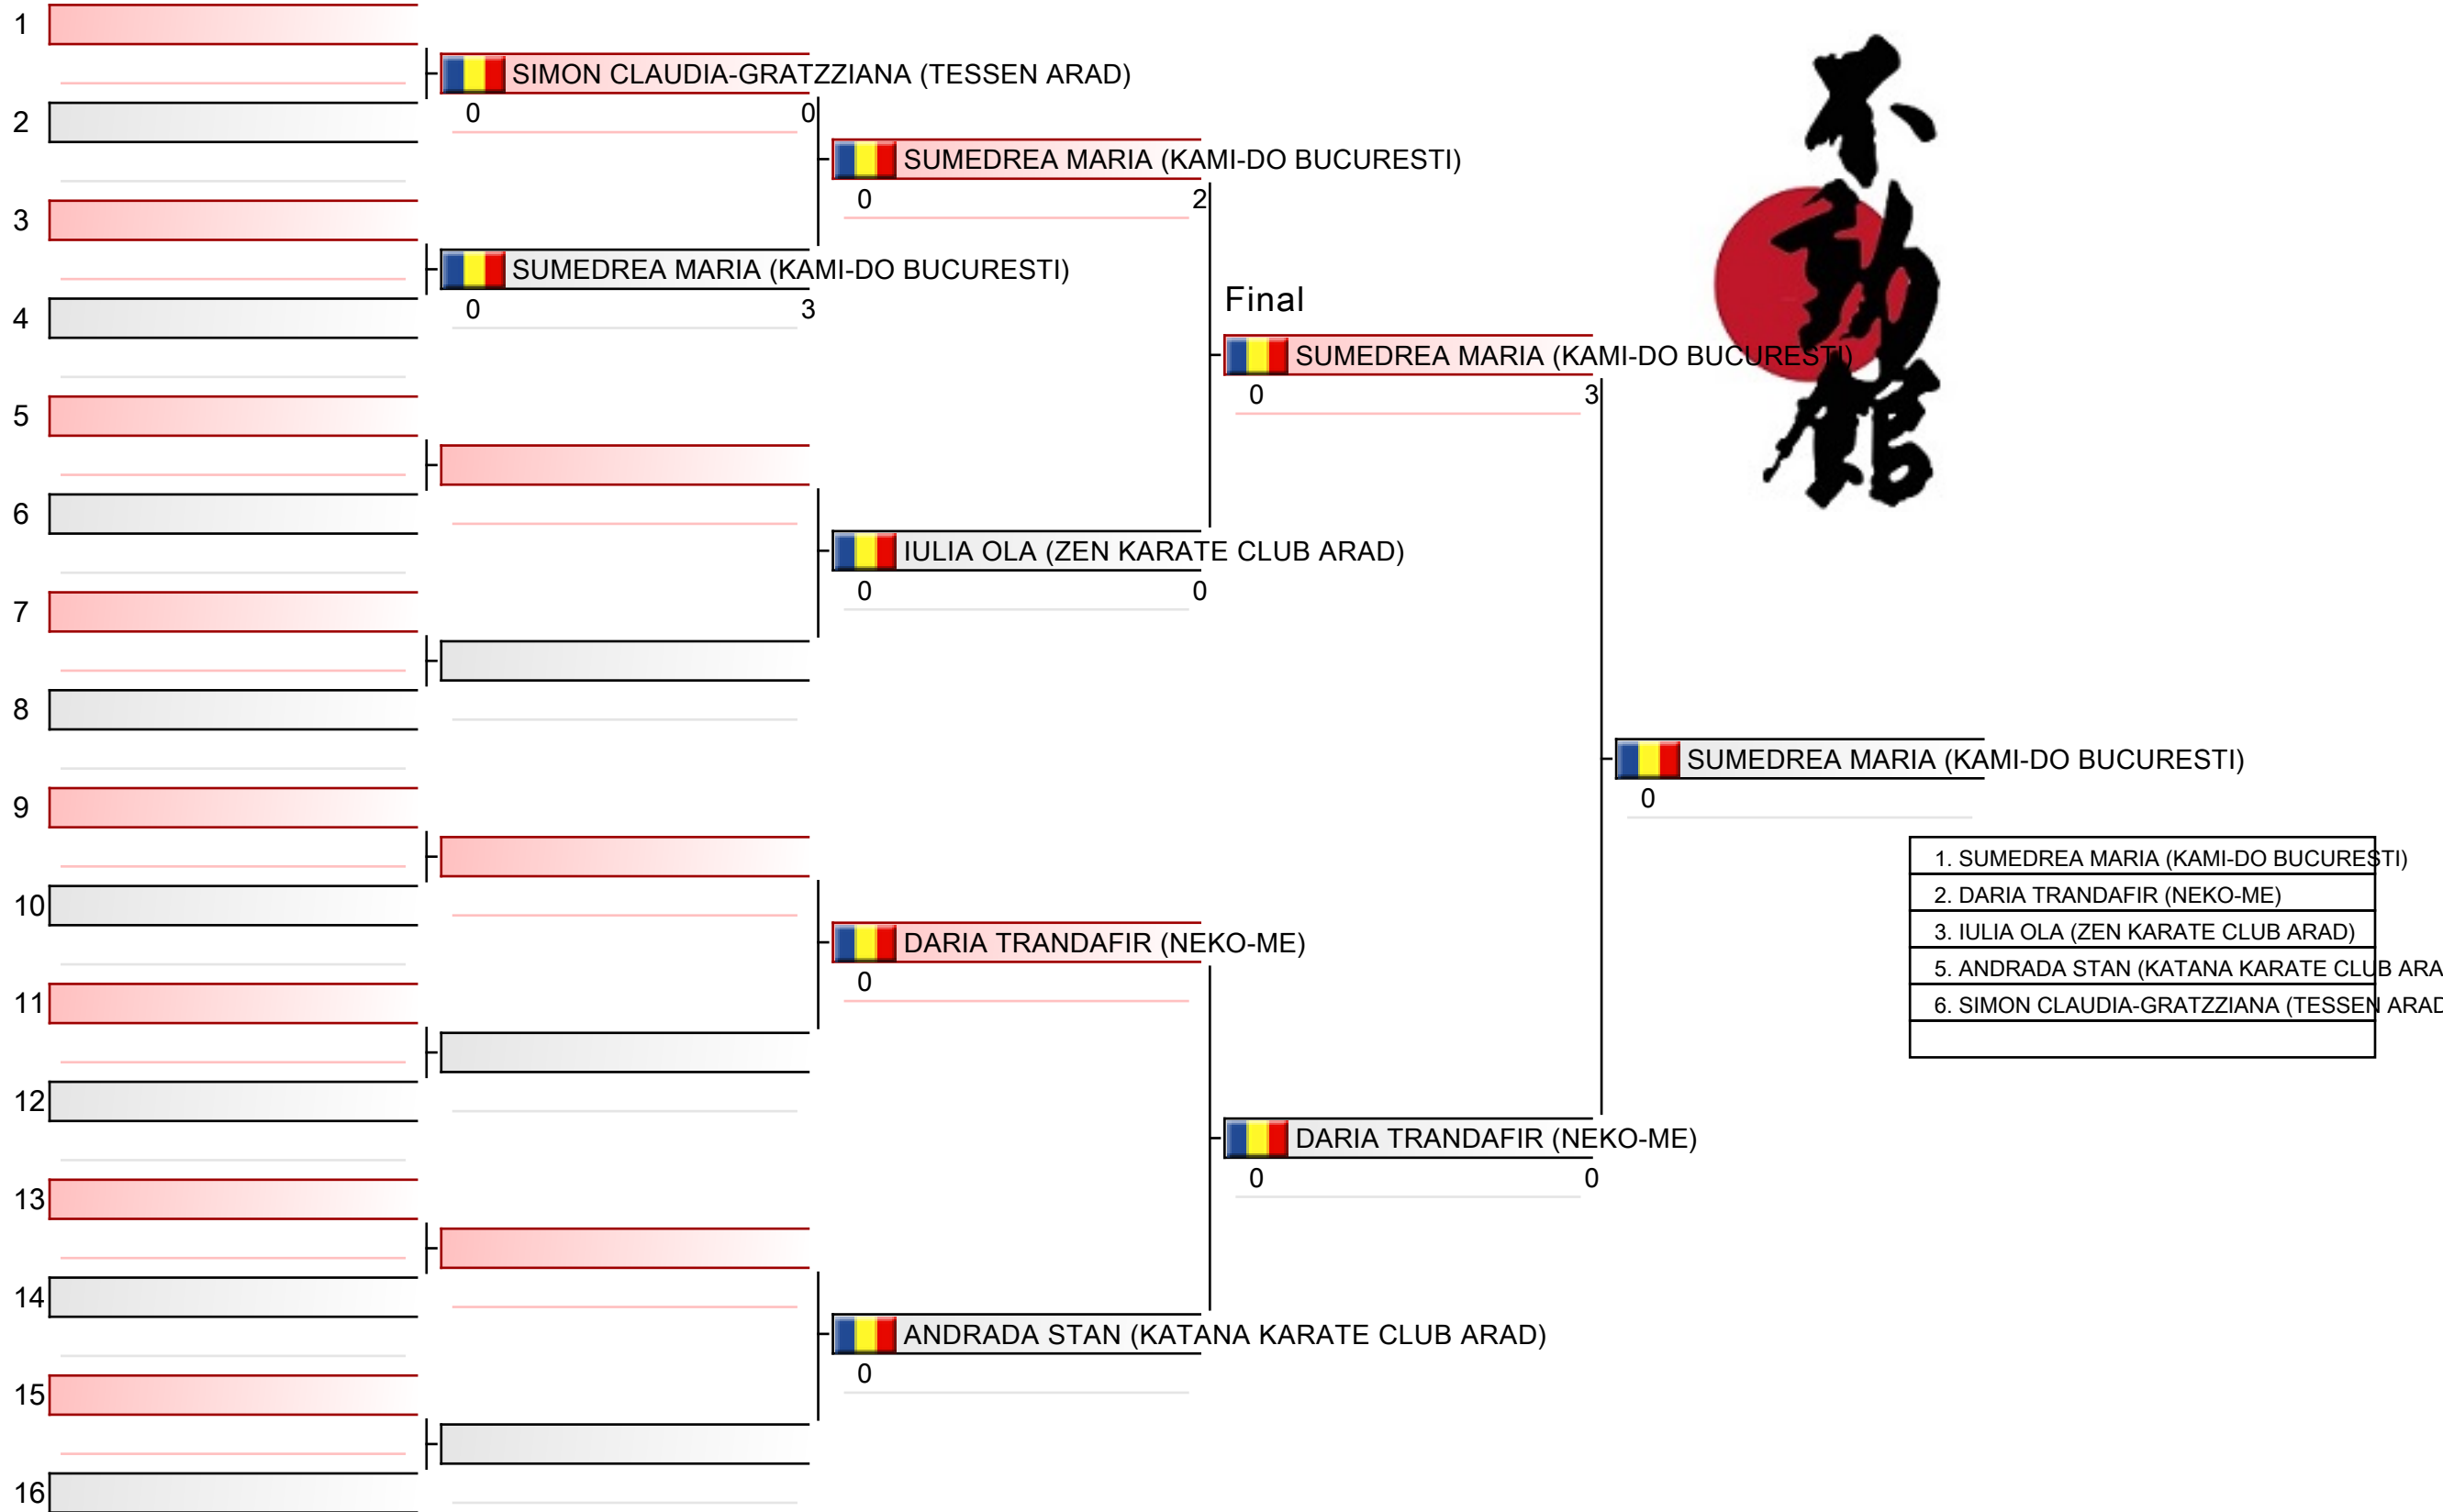 1
SIMON CLAUDIA-GRATZZIANA (TESSEN ARAD)
0 0
2
SUMEDREA MARIA (KAMI-DO BUCURESTI)
0 2
3
SUMEDREA MARIA (KAMI-DO BUCURESTI)
0 3
4
Final
SUMEDREA MARIA (KAMI-DO BUCURESTI)
0 3
5
6
IULIA OLA (ZEN KARATE CLUB ARAD)
0 0
7
8
SUMEDREA MARIA (KAMI-DO BUCURESTI)
0
9
1. SUMEDREA MARIA (KAMI-DO BUCURESTI)
2. DARIA TRANDAFIR (NEKO-ME)
3. IULIA OLA (ZEN KARATE CLUB ARAD)
5. ANDRADA STAN (KATANA KARATE CLUB ARA
6. SIMON CLAUDIA-GRATZZIANA (TESSEN ARAD
10
DARIA TRANDAFIR (NEKO-ME)
0
11
12
DARIA TRANDAFIR (NEKO-ME)
0 0
13
14
ANDRADA STAN (KATANA KARATE CLUB ARAD)
0
15
16
不
動
館